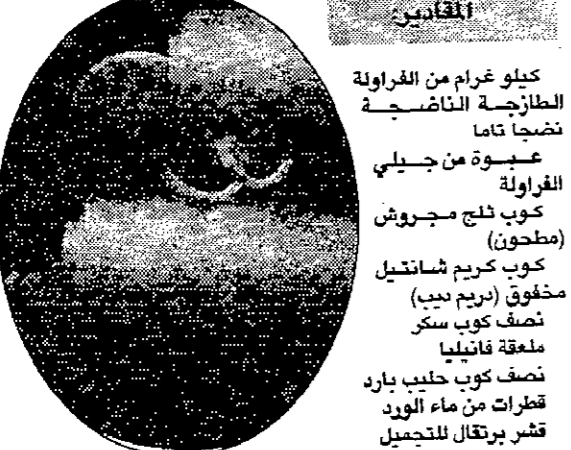 المقادير:
كيلو غرام من الفراولة
الطازجة الناضجة
نضجا تاما
عبوة من جيلي
الفراولة
كوب ثلج مجروش
(مطحون)
كوب كريم شانتيل
مخفوق (دريم ديب)
نصف كوب سكر
ملعقة فانيليا
نصف كوب حليب بارد
قطرات من ماء الورد
قشر برتقال للتجميل